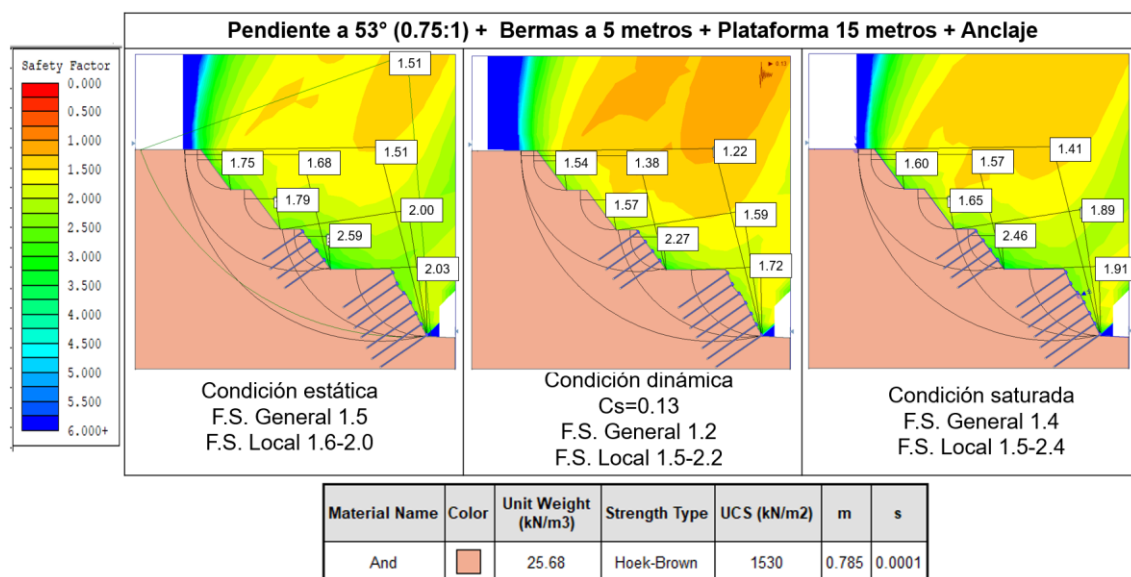 Pendiente a 53° (0.75:1) + Bermas a 5 metros + Plataforma 15 metros + Anclaje
Safety Factor
0.000
0.500
1.000
1.500
2.000
2.500
3.000
3.500
4.000
4.500
5.000
5.500
6.000+
1.51
1.51
1.75
1.68
1.79
2.00
2.59
2.03
Condición estática
F.S. General 1.5
F.S. Local 1.6-2.0
0.13
1.22
1.54
1.38
1.57
1.59
2.27
1.72
Condición dinámica
Cs=0.13
F.S. General 1.2
F.S. Local 1.5-2.2
1.41
1.60
1.57
1.65
1.89
2.46
1.91
Condición saturada
F.S. General 1.4
F.S. Local 1.5-2.4
Material Name Color Unit Weight (kN/m3) Strength Type UCS (kN/m2) m s
And 25.68 Hoek-Brown 1530 0.785 0.0001